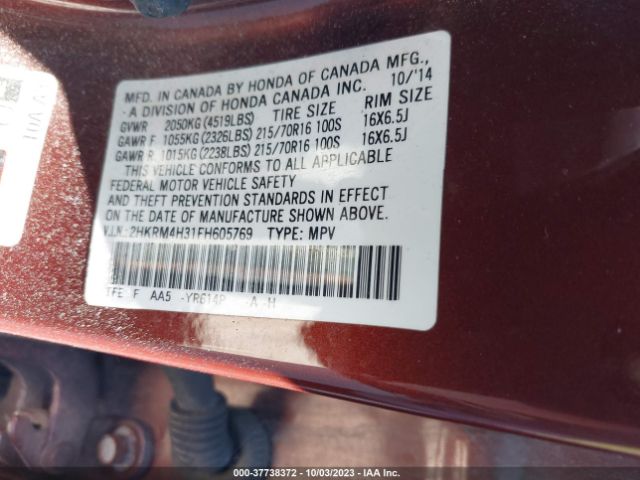 MFD. IN CANADA BY HONDA OF CANADA MFG.,
A DIVISION OF HONDA CANADA INC. 10/'14
GVWR 2050KG(4519LBS) TIRE SIZE RIM SIZE
GAWR F. 1055KG(2326LBS)215/70R16 100S 16X6.5J
GAWR R. 1015KG(2238LBS)215/70R16 100S 16X6.5J
THIS VEHICLE CONFORMS TO ALL APPLICABLE
FEDERAL MOTOR VEHICLE SAFETY
AND THEFT PREVENTION STANDARDS IN EFFECT
ON THE DATE OF MANUFACTURE SHOWN ABOVE.
V.I.N.: 2HKRM4H31FH605769 TYPE: MPV
TFE F AA5 -YR614P A -H
000-37738372 | 10/03/2023 | IAA Inc.